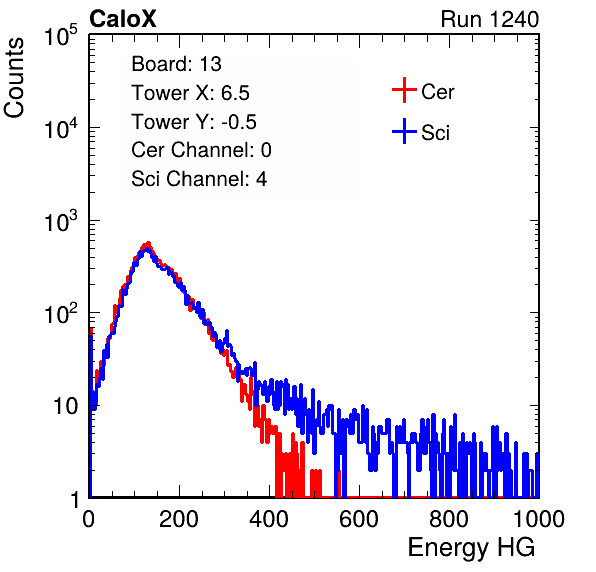 CaloX Run 1240
Counts
Board: 13
Tower X: 6.5
Tower Y: -0.5
Cer Channel: 0
Sci Channel: 4
Cer
Sci
10^5
10^4
10^3
10^2
10
1
0 200 400 600 800 1000
Energy HG